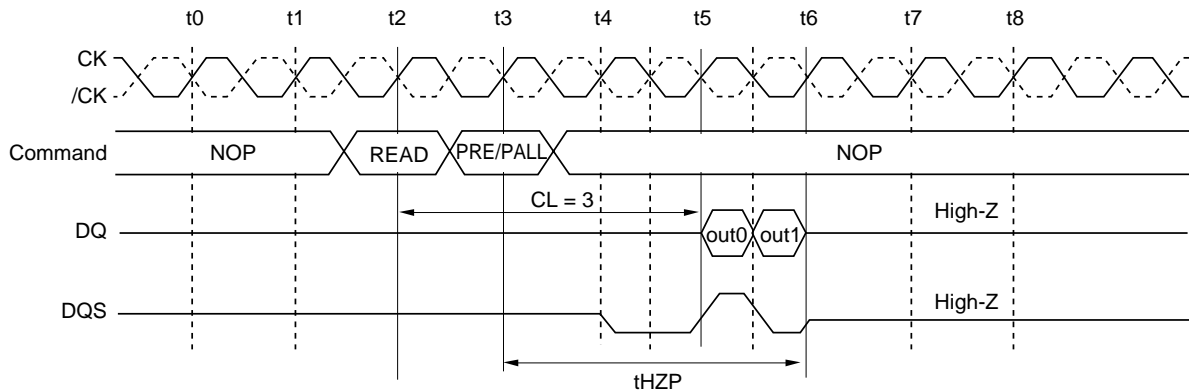 t0 t1 t2 t3 t4 t5 t6 t7 t8
CK
/CK
Command NOP READ PRE/PALL NOP
CL = 3
High-Z
DQ out0 out1
High-Z
DQS
tHZP